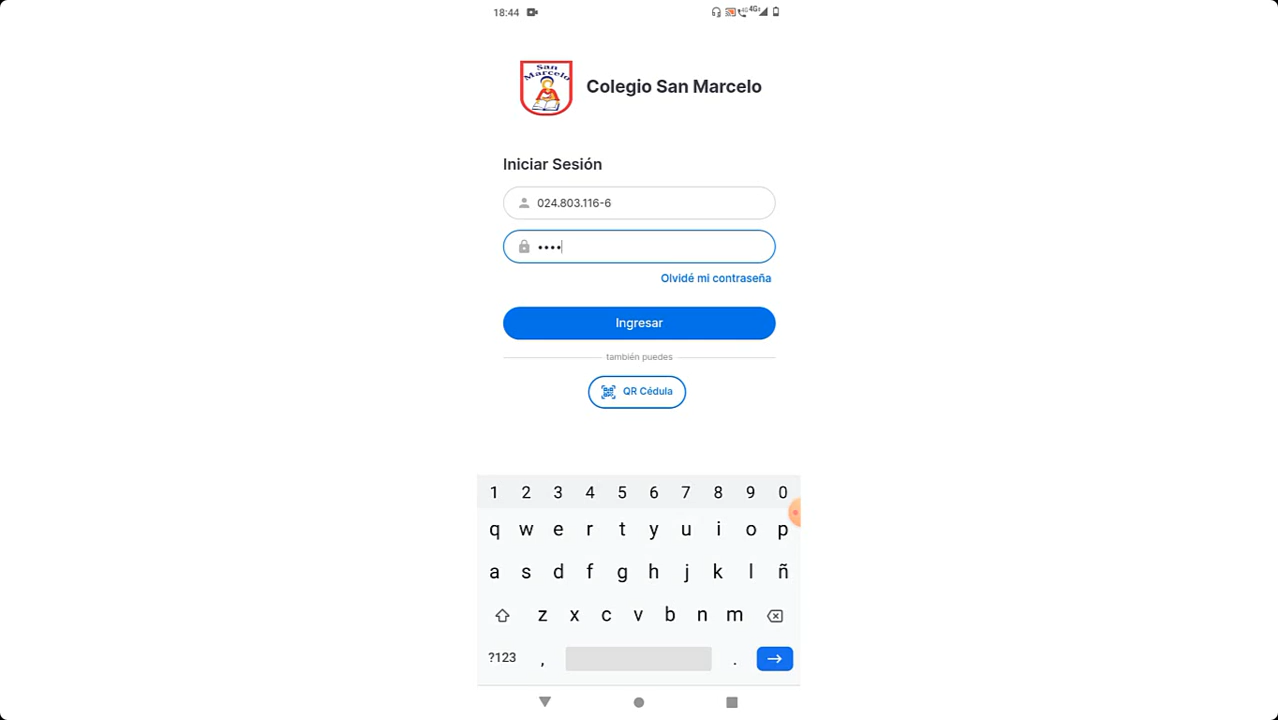 18:44
4G
San
Marcelo
Colegio San Marcelo
Iniciar Sesión
024.803.116-6
••••
Olvidé mi contraseña
Ingresar
también puedes
QR Cédula
1 2 3 4 5 6 7 8 9 0
q w e r t y u i o p
a s d f g h j k l ñ
z x c v b n m
?123 , .